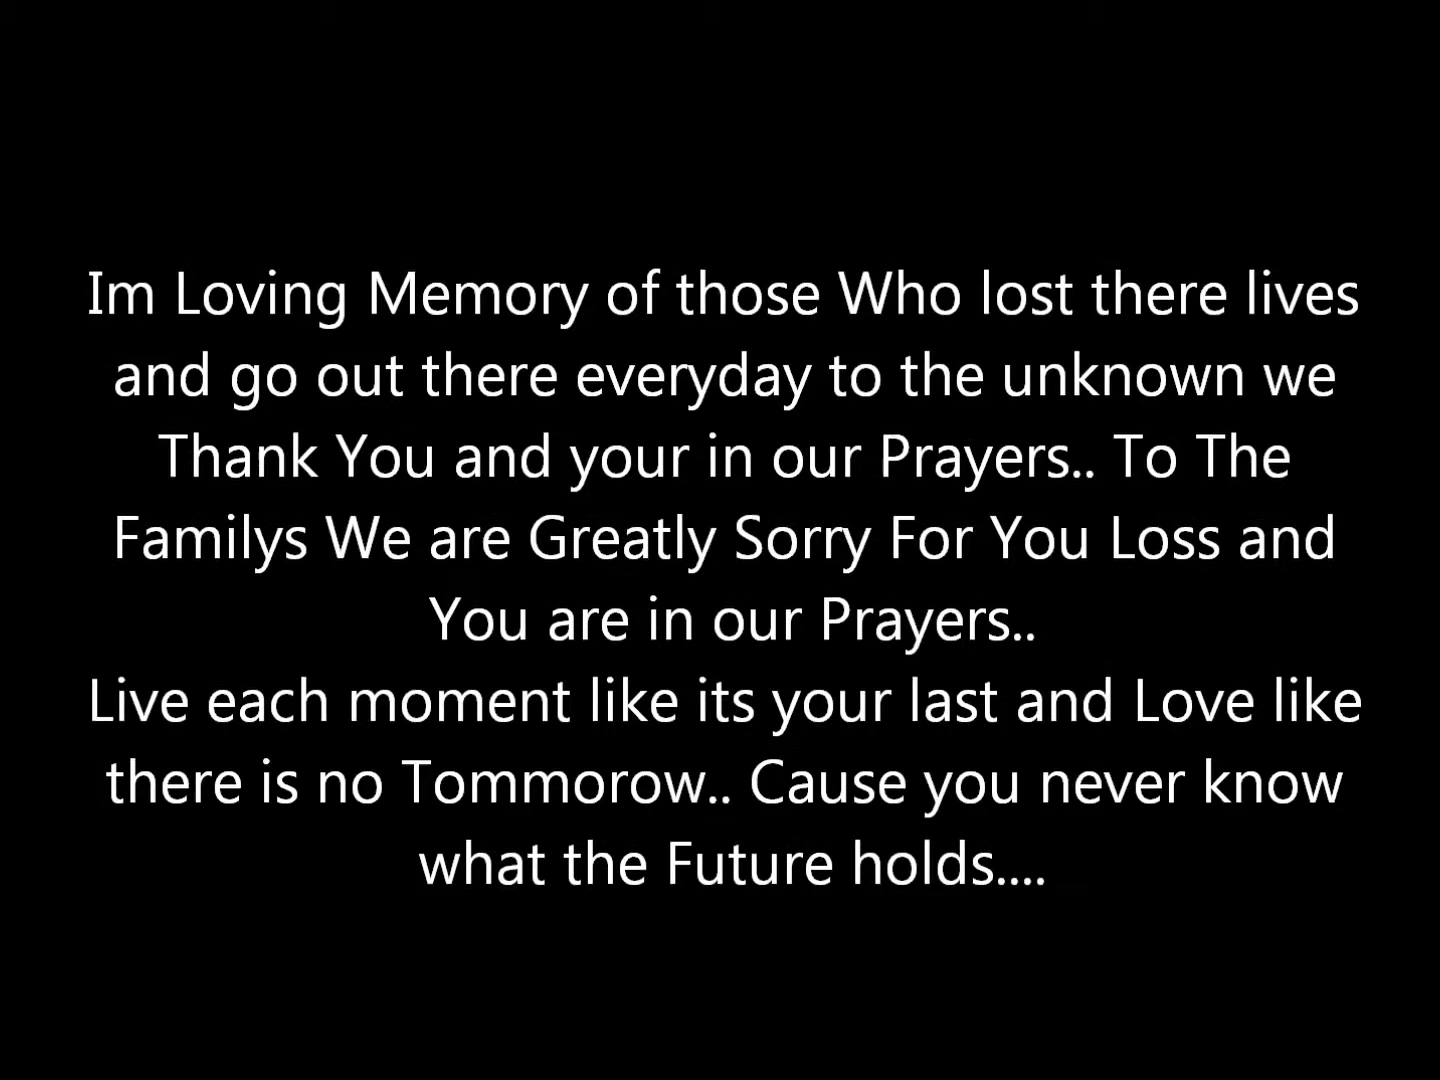 Im Loving Memory of those Who lost there lives
and go out there everyday to the unknown we
Thank You and your in our Prayers.. To The
Familys We are Greatly Sorry For You Loss and
You are in our Prayers..
Live each moment like its your last and Love like
there is no Tommorow.. Cause you never know
what the Future holds....